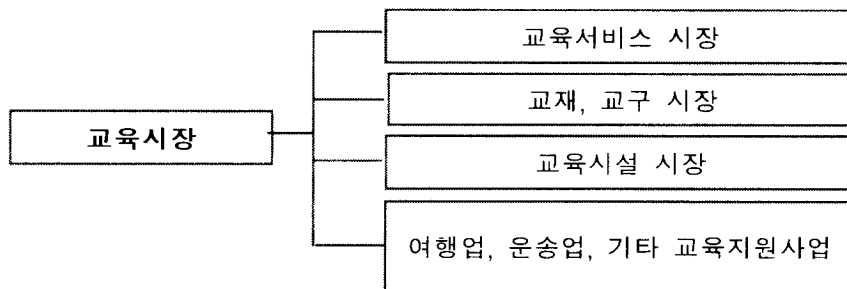 교육서비스 시장
교재, 교구 시장
교육시장
교육시설 시장
여행업, 운송업, 기타 교육지원사업